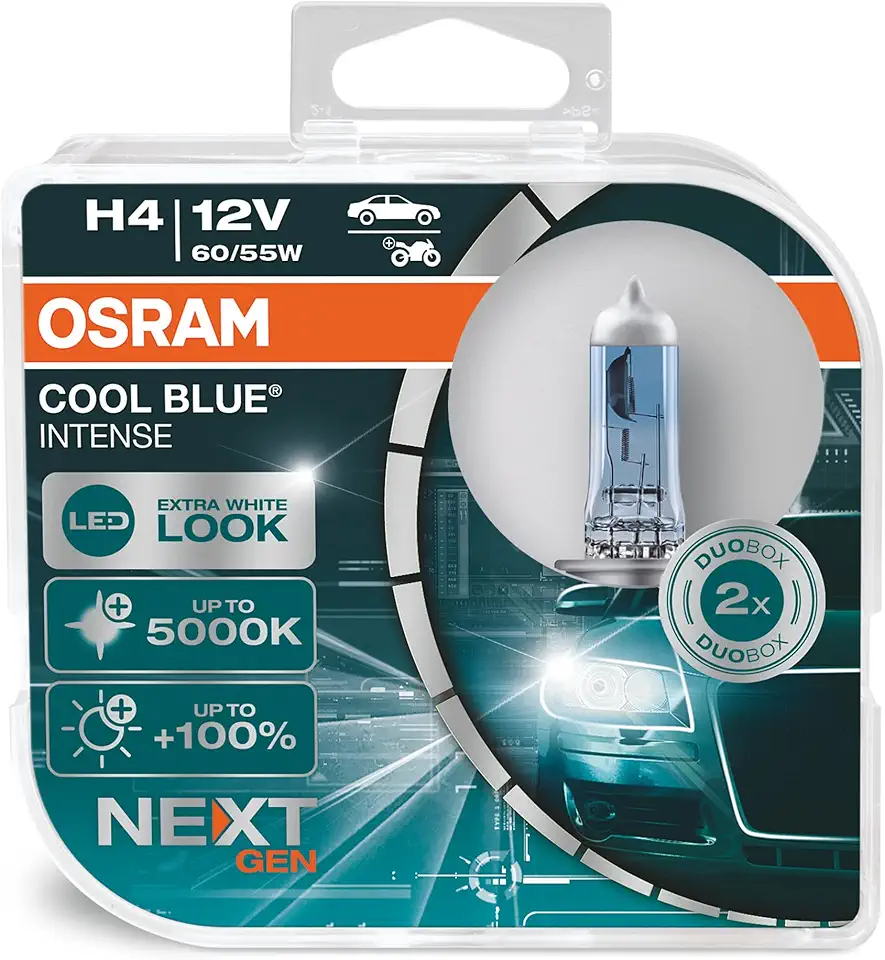 H4 | 12V
60/55W
OSRAM
COOL BLUE®
INTENSE
LED
EXTRA WHITE
LOOK
UP TO
5000K
UP TO
+100%
NEXT
GEN
DUOBOX
2x
DUOBOX